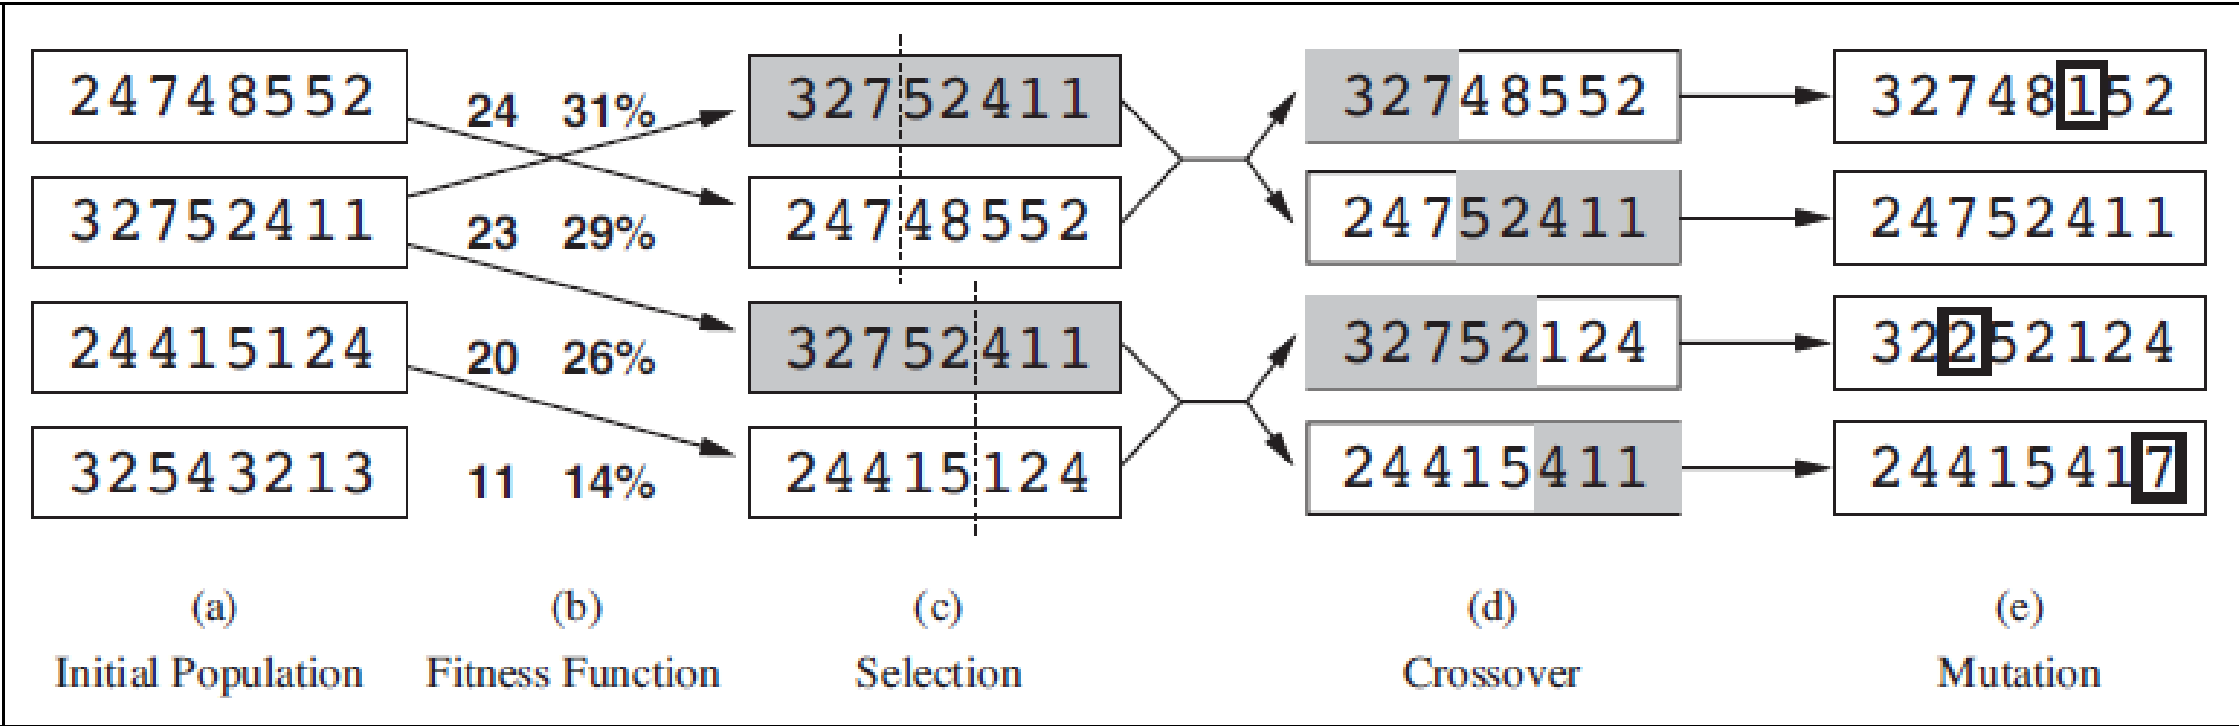 24748552 24 31% 32752411 32748552 32748152
32752411 23 29% 24748552 24752411 24752411
24415124 20 26% 32752411 32752124 32252124
32543213 11 14% 24415124 24415411 24415417
(a) (b) (c) (d) (e)
Initial Population Fitness Function Selection Crossover Mutation